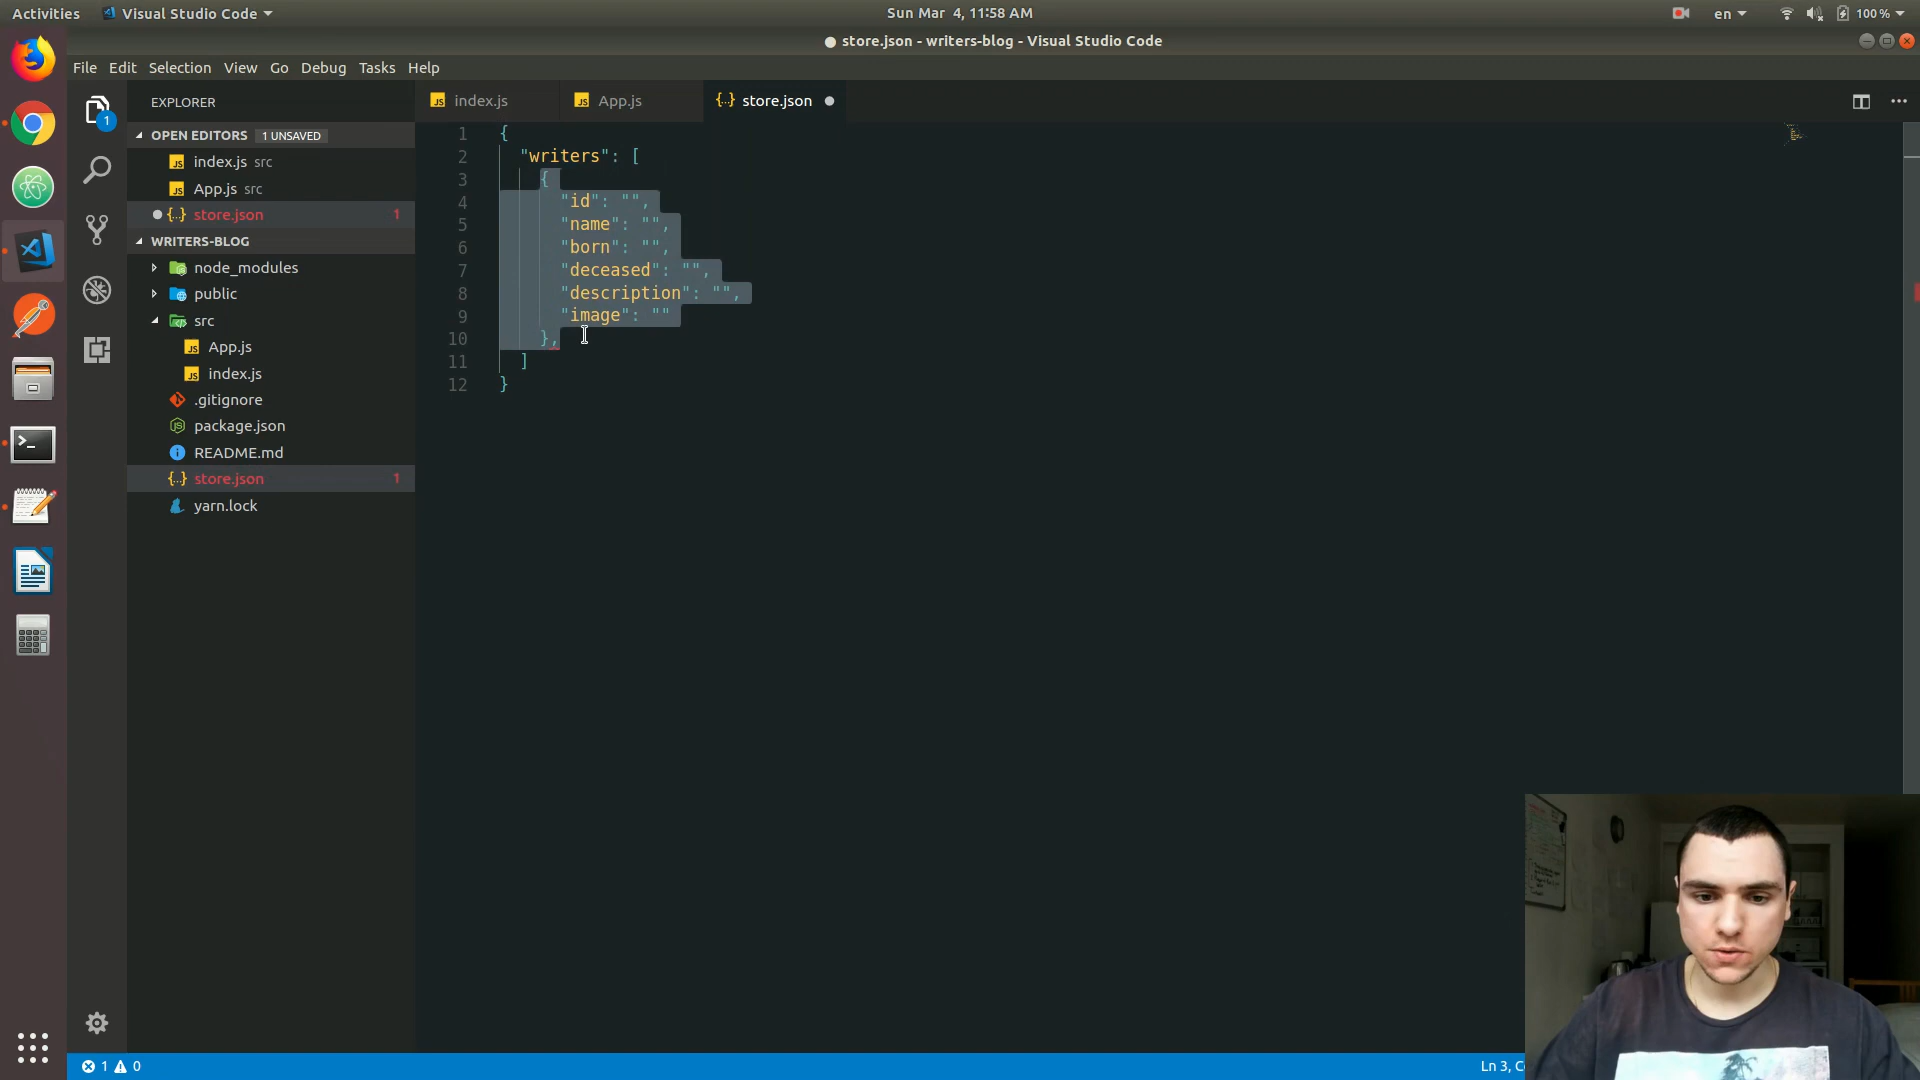 Activities
Visual Studio Code
Sun Mar 4, 11:58 AM
en
100 %
● store.json - writers-blog - Visual Studio Code
File Edit Selection View Go Debug Tasks Help
1
EXPLORER
OPEN EDITORS 1 UNSAVED
index.js src
App.js src
store.json 1
WRITERS-BLOG
node_modules
public
src
App.js
index.js
.gitignore
package.json
README.md
store.json 1
yarn.lock
index.js
App.js
store.json
1 {
2 "writers": [
3 {
4 "id": "",
5 "name": "",
6 "born": "",
7 "deceased": "",
8 "description": "",
9 "image": ""
10 },
11 ]
12 }
1 0
Ln 3, C